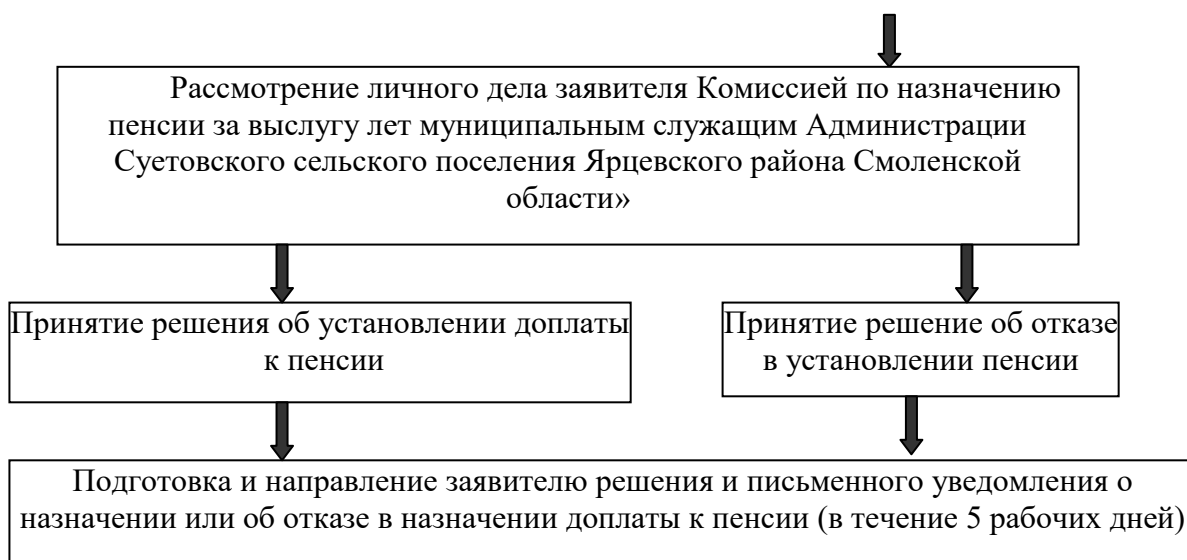 Рассмотрение личного дела заявителя Комиссией по назначению
пенсии за выслугу лет муниципальным служащим Администрации
Суетовского сельского поселения Ярцевского района Смоленской
области»
Принятие решения об установлении доплаты
к пенсии
Принятие решение об отказе
в установлении пенсии
Подготовка и направление заявителю решения и письменного уведомления о
назначении или об отказе в назначении доплаты к пенсии (в течение 5 рабочих дней)